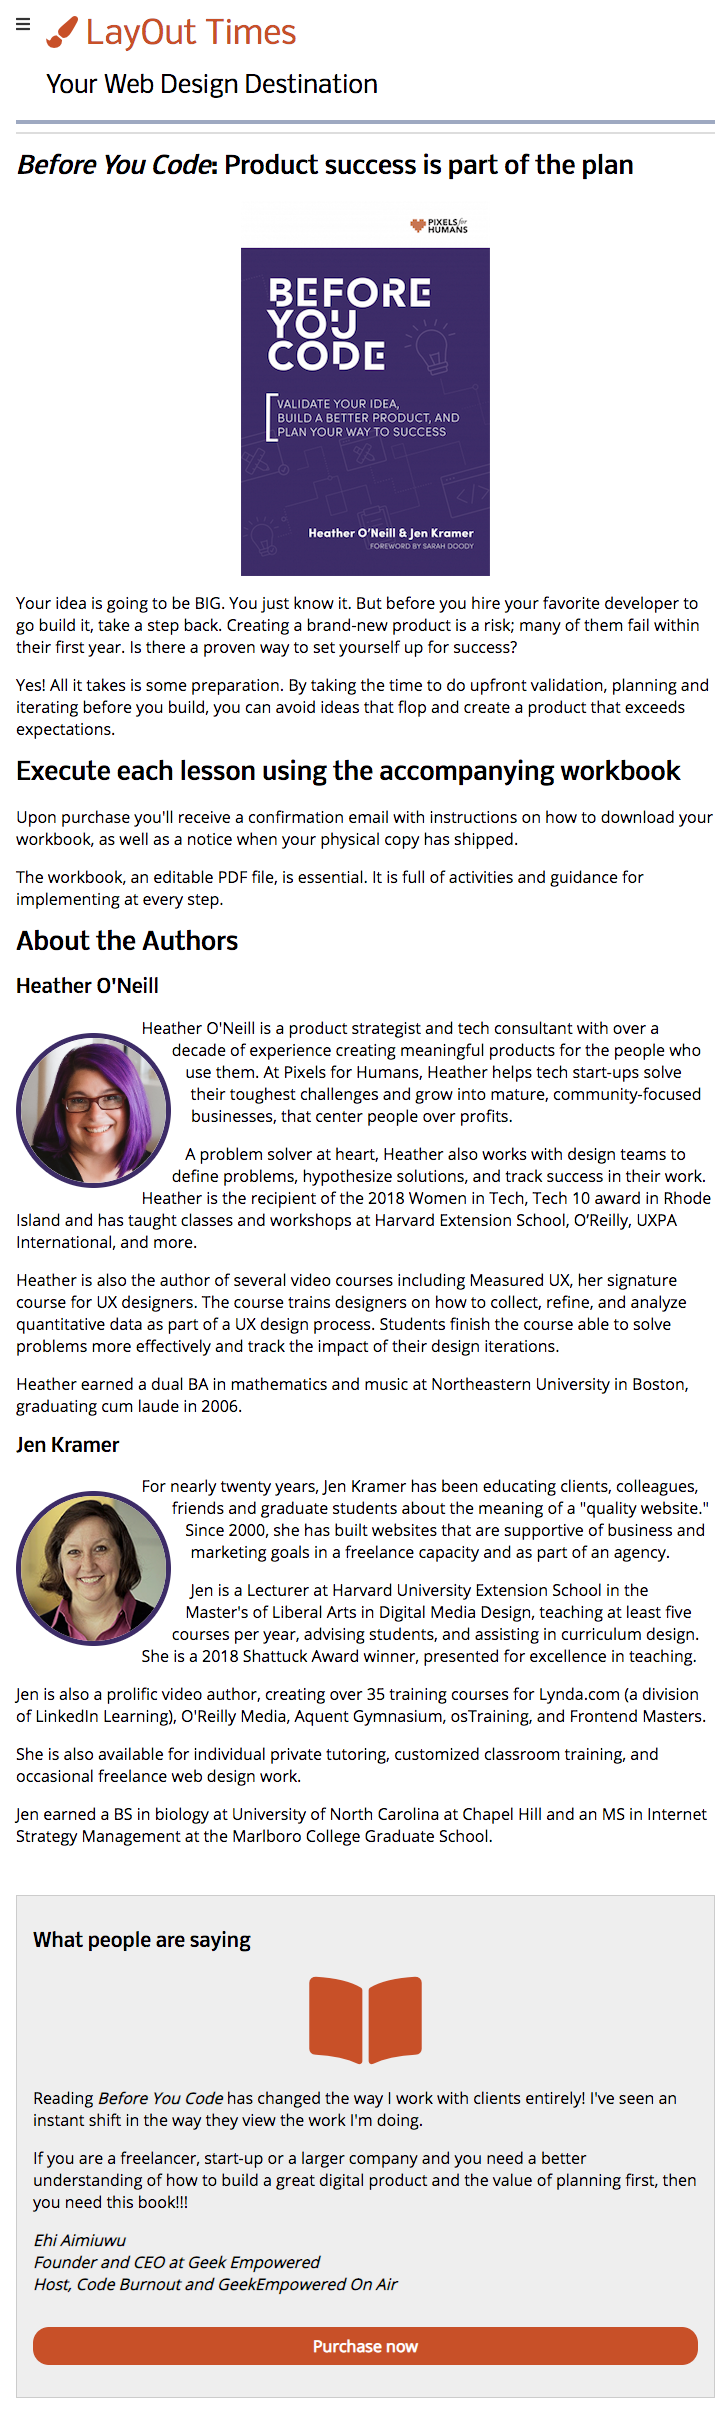 LayOut Times
Your Web Design Destination
Before You Code: Product success is part of the plan
PIXELS for
HUMANS
BEFORE
YOU
CODE
VALIDATE YOUR IDEA,
BUILD A BETTER PRODUCT, AND
PLAN YOUR WAY TO SUCCESS
</>
Heather O'Neill & Jen Kramer
FOREWORD BY SARAH DOODY
Your idea is going to be BIG. You just know it. But before you hire your favorite developer to
go build it, take a step back. Creating a brand-new product is a risk; many of them fail within
their first year. Is there a proven way to set yourself up for success?
Yes! All it takes is some preparation. By taking the time to do upfront validation, planning and
iterating before you build, you can avoid ideas that flop and create a product that exceeds
expectations.
Execute each lesson using the accompanying workbook
Upon purchase you'll receive a confirmation email with instructions on how to download your
workbook, as well as a notice when your physical copy has shipped.
The workbook, an editable PDF file, is essential. It is full of activities and guidance for
implementing at every step.
About the Authors
Heather O'Neill
Heather O'Neill is a product strategist and tech consultant with over a
decade of experience creating meaningful products for the people who
use them. At Pixels for Humans, Heather helps tech start-ups solve
their toughest challenges and grow into mature, community-focused
businesses, that center people over profits.
A problem solver at heart, Heather also works with design teams to
define problems, hypothesize solutions, and track success in their work.
Heather is the recipient of the 2018 Women in Tech, Tech 10 award in Rhode
Island and has taught classes and workshops at Harvard Extension School, O’Reilly, UXPA
International, and more.
Heather is also the author of several video courses including Measured UX, her signature
course for UX designers. The course trains designers on how to collect, refine, and analyze
quantitative data as part of a UX design process. Students finish the course able to solve
problems more effectively and track the impact of their design iterations.
Heather earned a dual BA in mathematics and music at Northeastern University in Boston,
graduating cum laude in 2006.
Jen Kramer
For nearly twenty years, Jen Kramer has been educating clients, colleagues,
friends and graduate students about the meaning of a "quality website."
Since 2000, she has built websites that are supportive of business and
marketing goals in a freelance capacity and as part of an agency.
Jen is a Lecturer at Harvard University Extension School in the
Master's of Liberal Arts in Digital Media Design, teaching at least five
courses per year, advising students, and assisting in curriculum design.
She is a 2018 Shattuck Award winner, presented for excellence in teaching.
Jen is also a prolific video author, creating over 35 training courses for Lynda.com (a division
of LinkedIn Learning), O'Reilly Media, Aquent Gymnasium, osTraining, and Frontend Masters.
She is also available for individual private tutoring, customized classroom training, and
occasional freelance web design work.
Jen earned a BS in biology at University of North Carolina at Chapel Hill and an MS in Internet
Strategy Management at the Marlboro College Graduate School.
What people are saying
Reading Before You Code has changed the way I work with clients entirely! I've seen an
instant shift in the way they view the work I'm doing.
If you are a freelancer, start-up or a larger company and you need a better
understanding of how to build a great digital product and the value of planning first, then
you need this book!!!
Ehi Aimiuwu
Founder and CEO at Geek Empowered
Host, Code Burnout and GeekEmpowered On Air
Purchase now